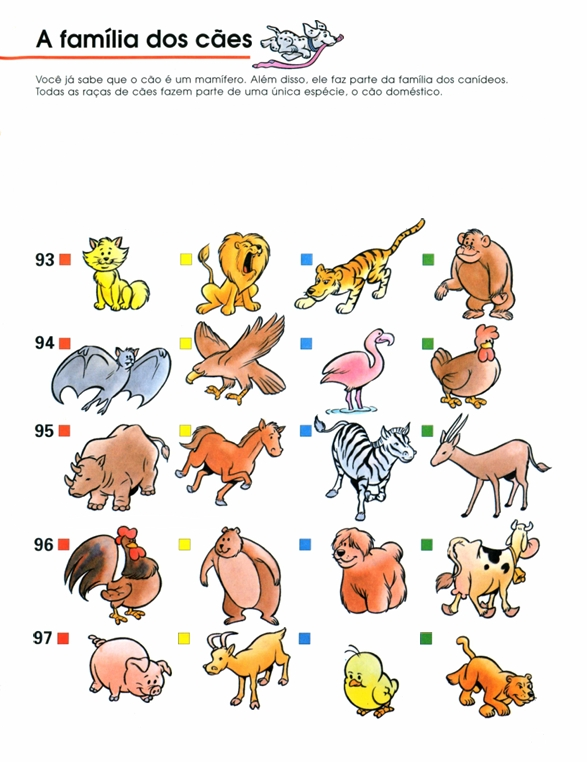 A família dos cães
Você já sabe que o cão é um mamífero. Além disso, ele faz parte da família dos canídeos.
Todas as raças de cães fazem parte de uma única espécie, o cão doméstico.
93
94
95
96
97